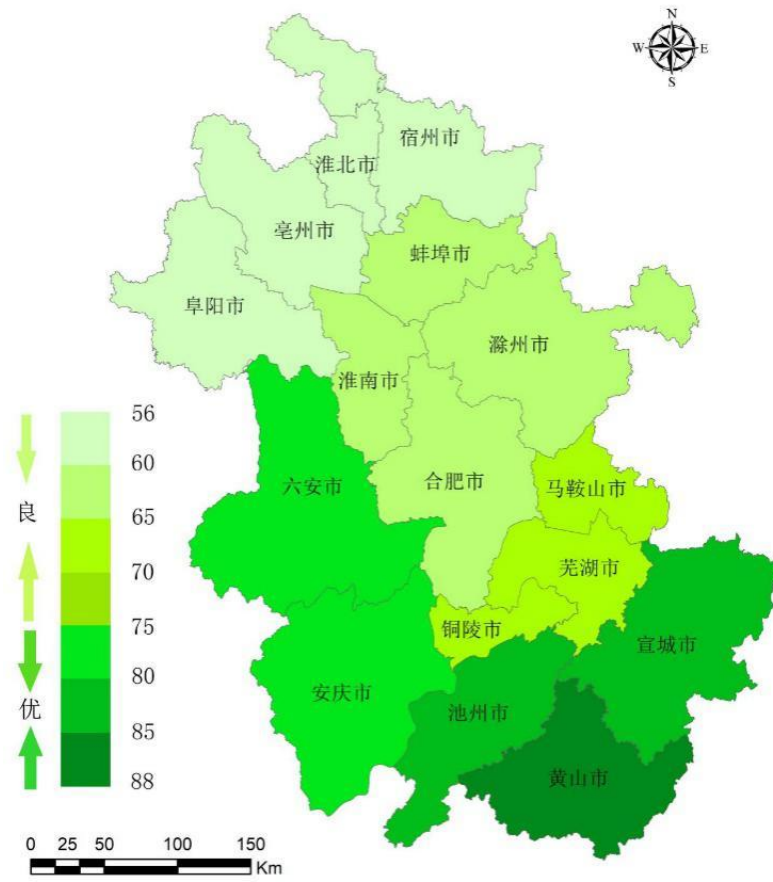 N
W
E
S
宿州市
淮北市
亳州市
蚌埠市
阜阳市
滁州市
淮南市
合肥市
六安市
马鞍山市
芜湖市
铜陵市
宣城市
安庆市
池州市
黄山市
56
60
良
65
70
75
80
优
85
88
0 25 50 100 150
Km